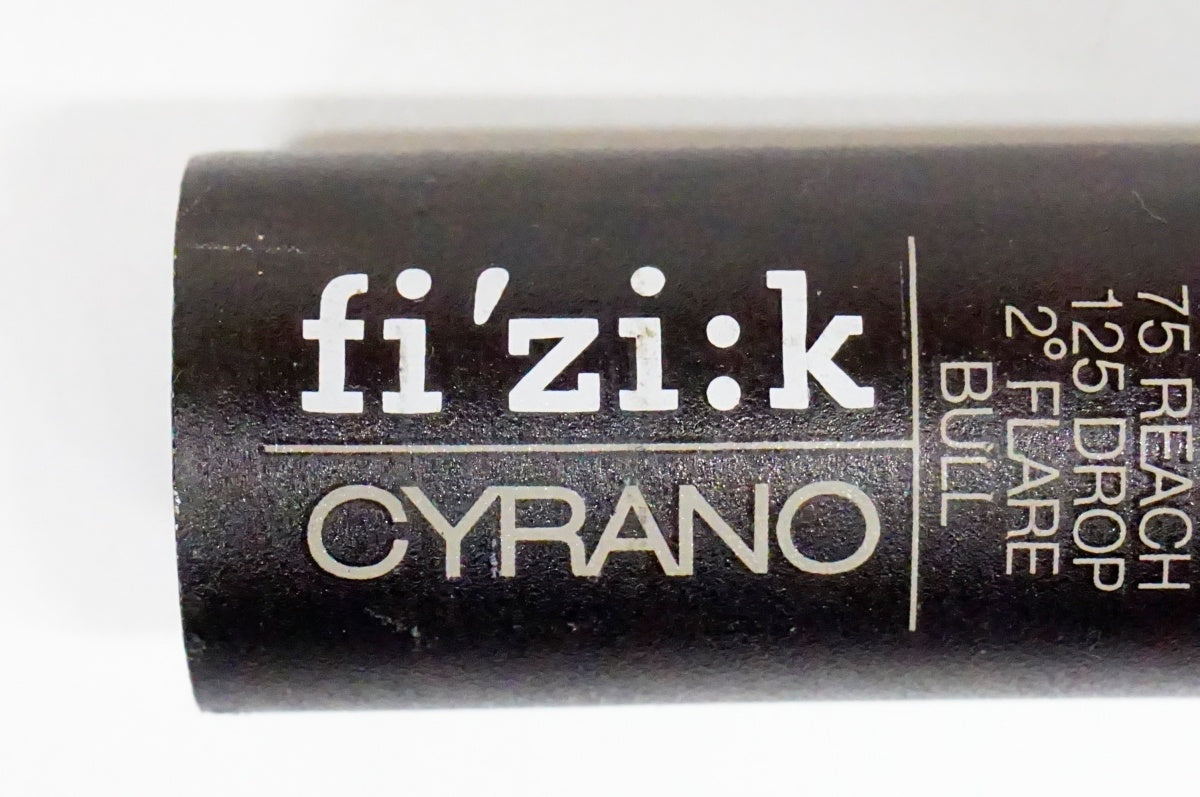 fi'zi:k
CYRANO
75 REACH
125 DROP
2° FLARE
BULL